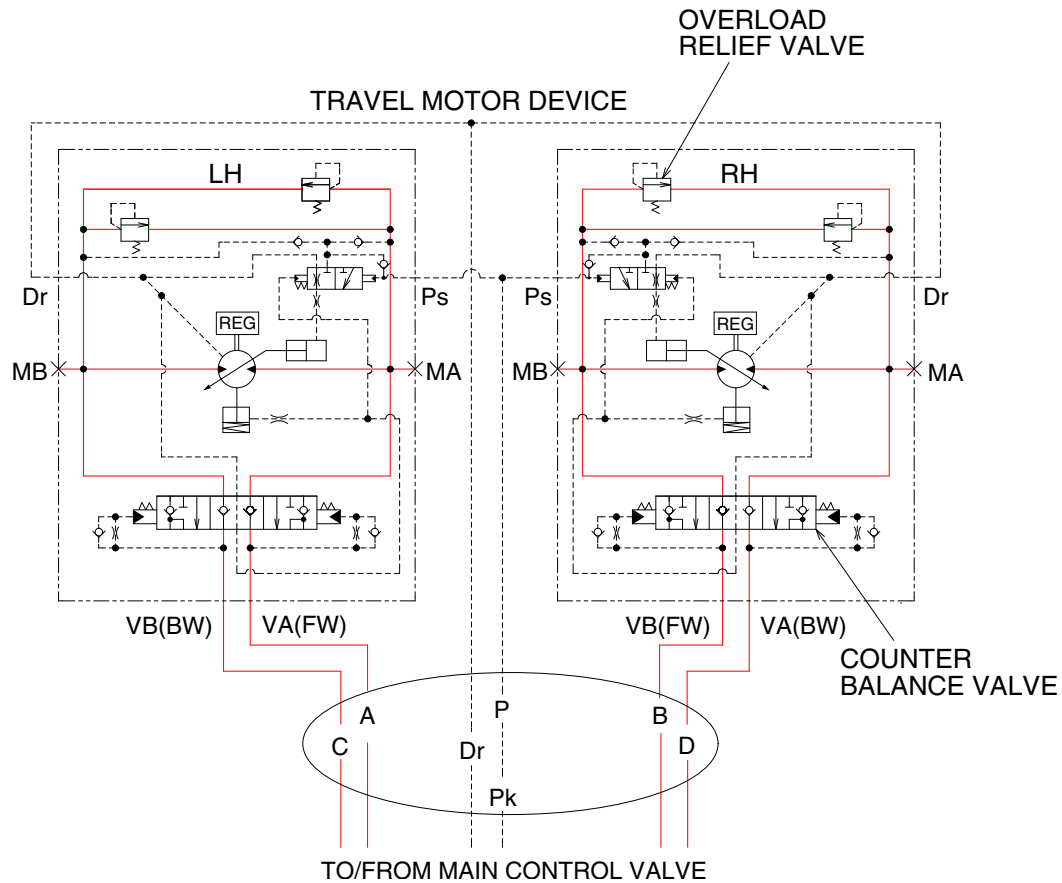 OVERLOAD
RELIEF VALVE
TRAVEL MOTOR DEVICE
LH
RH
Dr
Ps
Ps
Dr
REG
REG
MB
MA
MB
MA
VB(BW)
VA(FW)
VB(FW)
VA(BW)
COUNTER
BALANCE VALVE
A
P
B
C
Dr
D
Pk
TO/FROM MAIN CONTROL VALVE